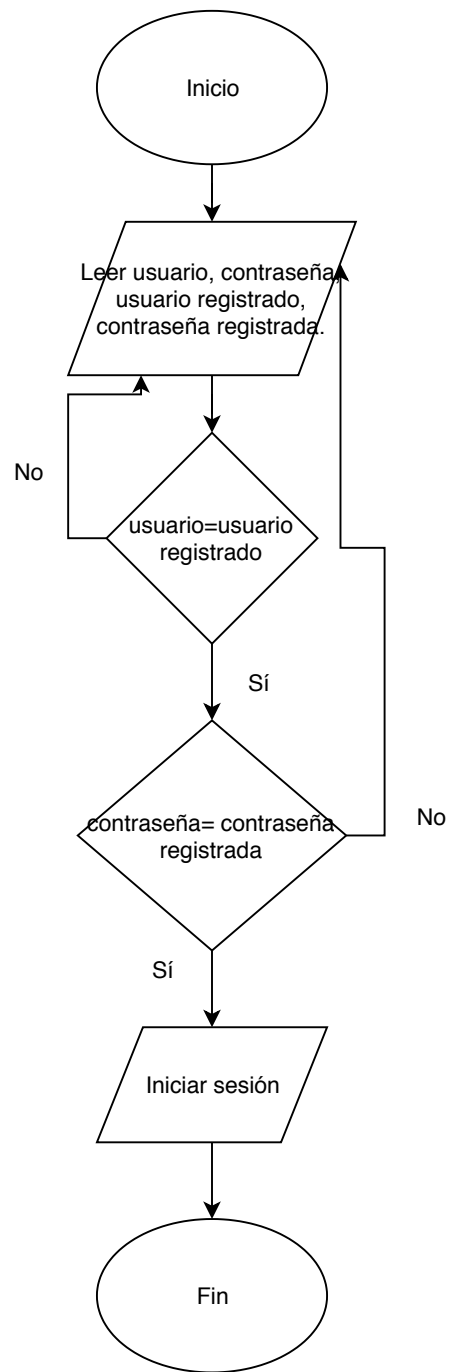 Inicio
Leer usuario, contraseña,
usuario registrado,
contraseña registrada.
No
usuario=usuario
registrado
Sí
contraseña= contraseña
registrada
No
Sí
Iniciar sesión
Fin